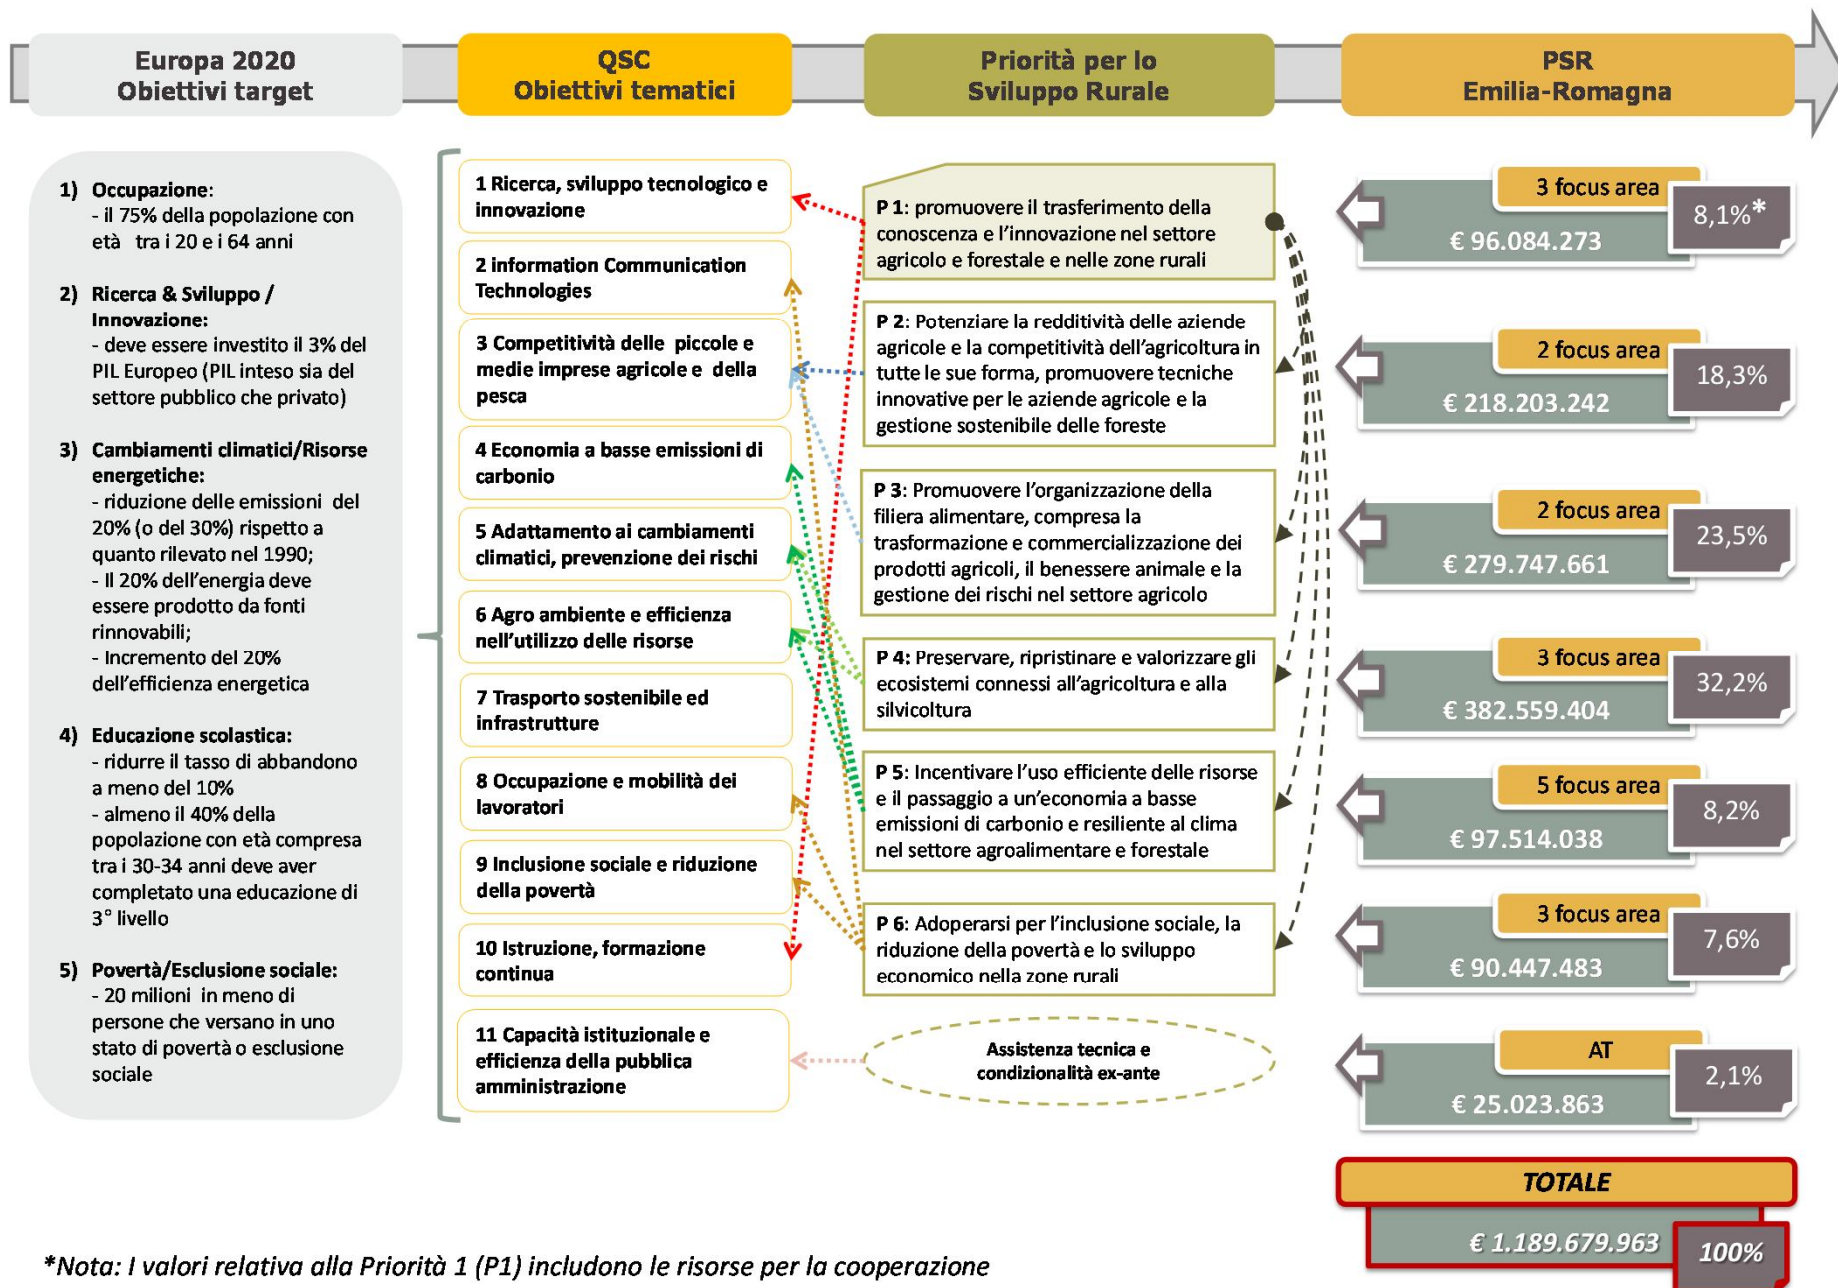 Europa 2020
Obiettivi target
QSC
Obiettivi tematici
Priorità per lo
Sviluppo Rurale
PSR
Emilia-Romagna
1) Occupazione:
- il 75% della popolazione con
età tra i 20 e i 64 anni
2) Ricerca & Sviluppo /
Innovazione:
- deve essere investito il 3% del
PIL Europeo (PIL inteso sia del
settore pubblico che privato)
3) Cambiamenti climatici/Risorse
energetiche:
- riduzione delle emissioni del
20% (o del 30%) rispetto a
quanto rilevato nel 1990;
- Il 20% dell'energia deve
essere prodotto da fonti
rinnovabili;
- Incremento del 20%
dell'efficienza energetica
4) Educazione scolastica:
- ridurre il tasso di abbandono
a meno del 10%
- almeno il 40% della
popolazione con età compresa
tra i 30-34 anni deve aver
completato una educazione di
3° livello
5) Povertà/Esclusione sociale:
- 20 milioni in meno di
persone che versano in uno
stato di povertà o esclusione
sociale
1 Ricerca, sviluppo tecnologico e
innovazione
2 information Communication
Technologies
3 Competitività delle piccole e
medie imprese agricole e della
pesca
4 Economia a basse emissioni di
carbonio
5 Adattamento ai cambiamenti
climatici, prevenzione dei rischi
6 Agro ambiente e efficienza
nell'utilizzo delle risorse
7 Trasporto sostenibile ed
infrastrutture
8 Occupazione e mobilità dei
lavoratori
9 Inclusione sociale e riduzione
della povertà
10 Istruzione, formazione
continua
11 Capacità istituzionale e
efficienza della pubblica
amministrazione
P 1: promuovere il trasferimento della
conoscenza e l'innovazione nel settore
agricolo e forestale e nelle zone rurali
P 2: Potenziare la redditività delle aziende
agricole e la competitività dell'agricoltura in
tutte le sue forma, promuovere tecniche
innovative per le aziende agricole e la
gestione sostenibile delle foreste
P 3: Promuovere l'organizzazione della
filiera alimentare, compresa la
trasformazione e commercializzazione dei
prodotti agricoli, il benessere animale e la
gestione dei rischi nel settore agricolo
P 4: Preservare, ripristinare e valorizzare gli
ecosistemi connessi all'agricoltura e alla
silvicoltura
P 5: Incentivare l'uso efficiente delle risorse
e il passaggio a un'economia a basse
emissioni di carbonio e resiliente al clima
nel settore agroalimentare e forestale
P 6: Adoperarsi per l'inclusione sociale, la
riduzione della povertà e lo sviluppo
economico nella zone rurali
Assistenza tecnica e
condizionalità ex-ante
3 focus area
8,1%*
€ 96.084.273
2 focus area
18,3%
€ 218.203.242
2 focus area
23,5%
€ 279.747.661
3 focus area
32,2%
€ 382.559.404
5 focus area
8,2%
€ 97.514.038
3 focus area
7,6%
€ 90.447.483
AT
2,1%
€ 25.023.863
TOTALE
€ 1.189.679.963
100%
*Nota: I valori relativa alla Priorità 1 (P1) includono le risorse per la cooperazione